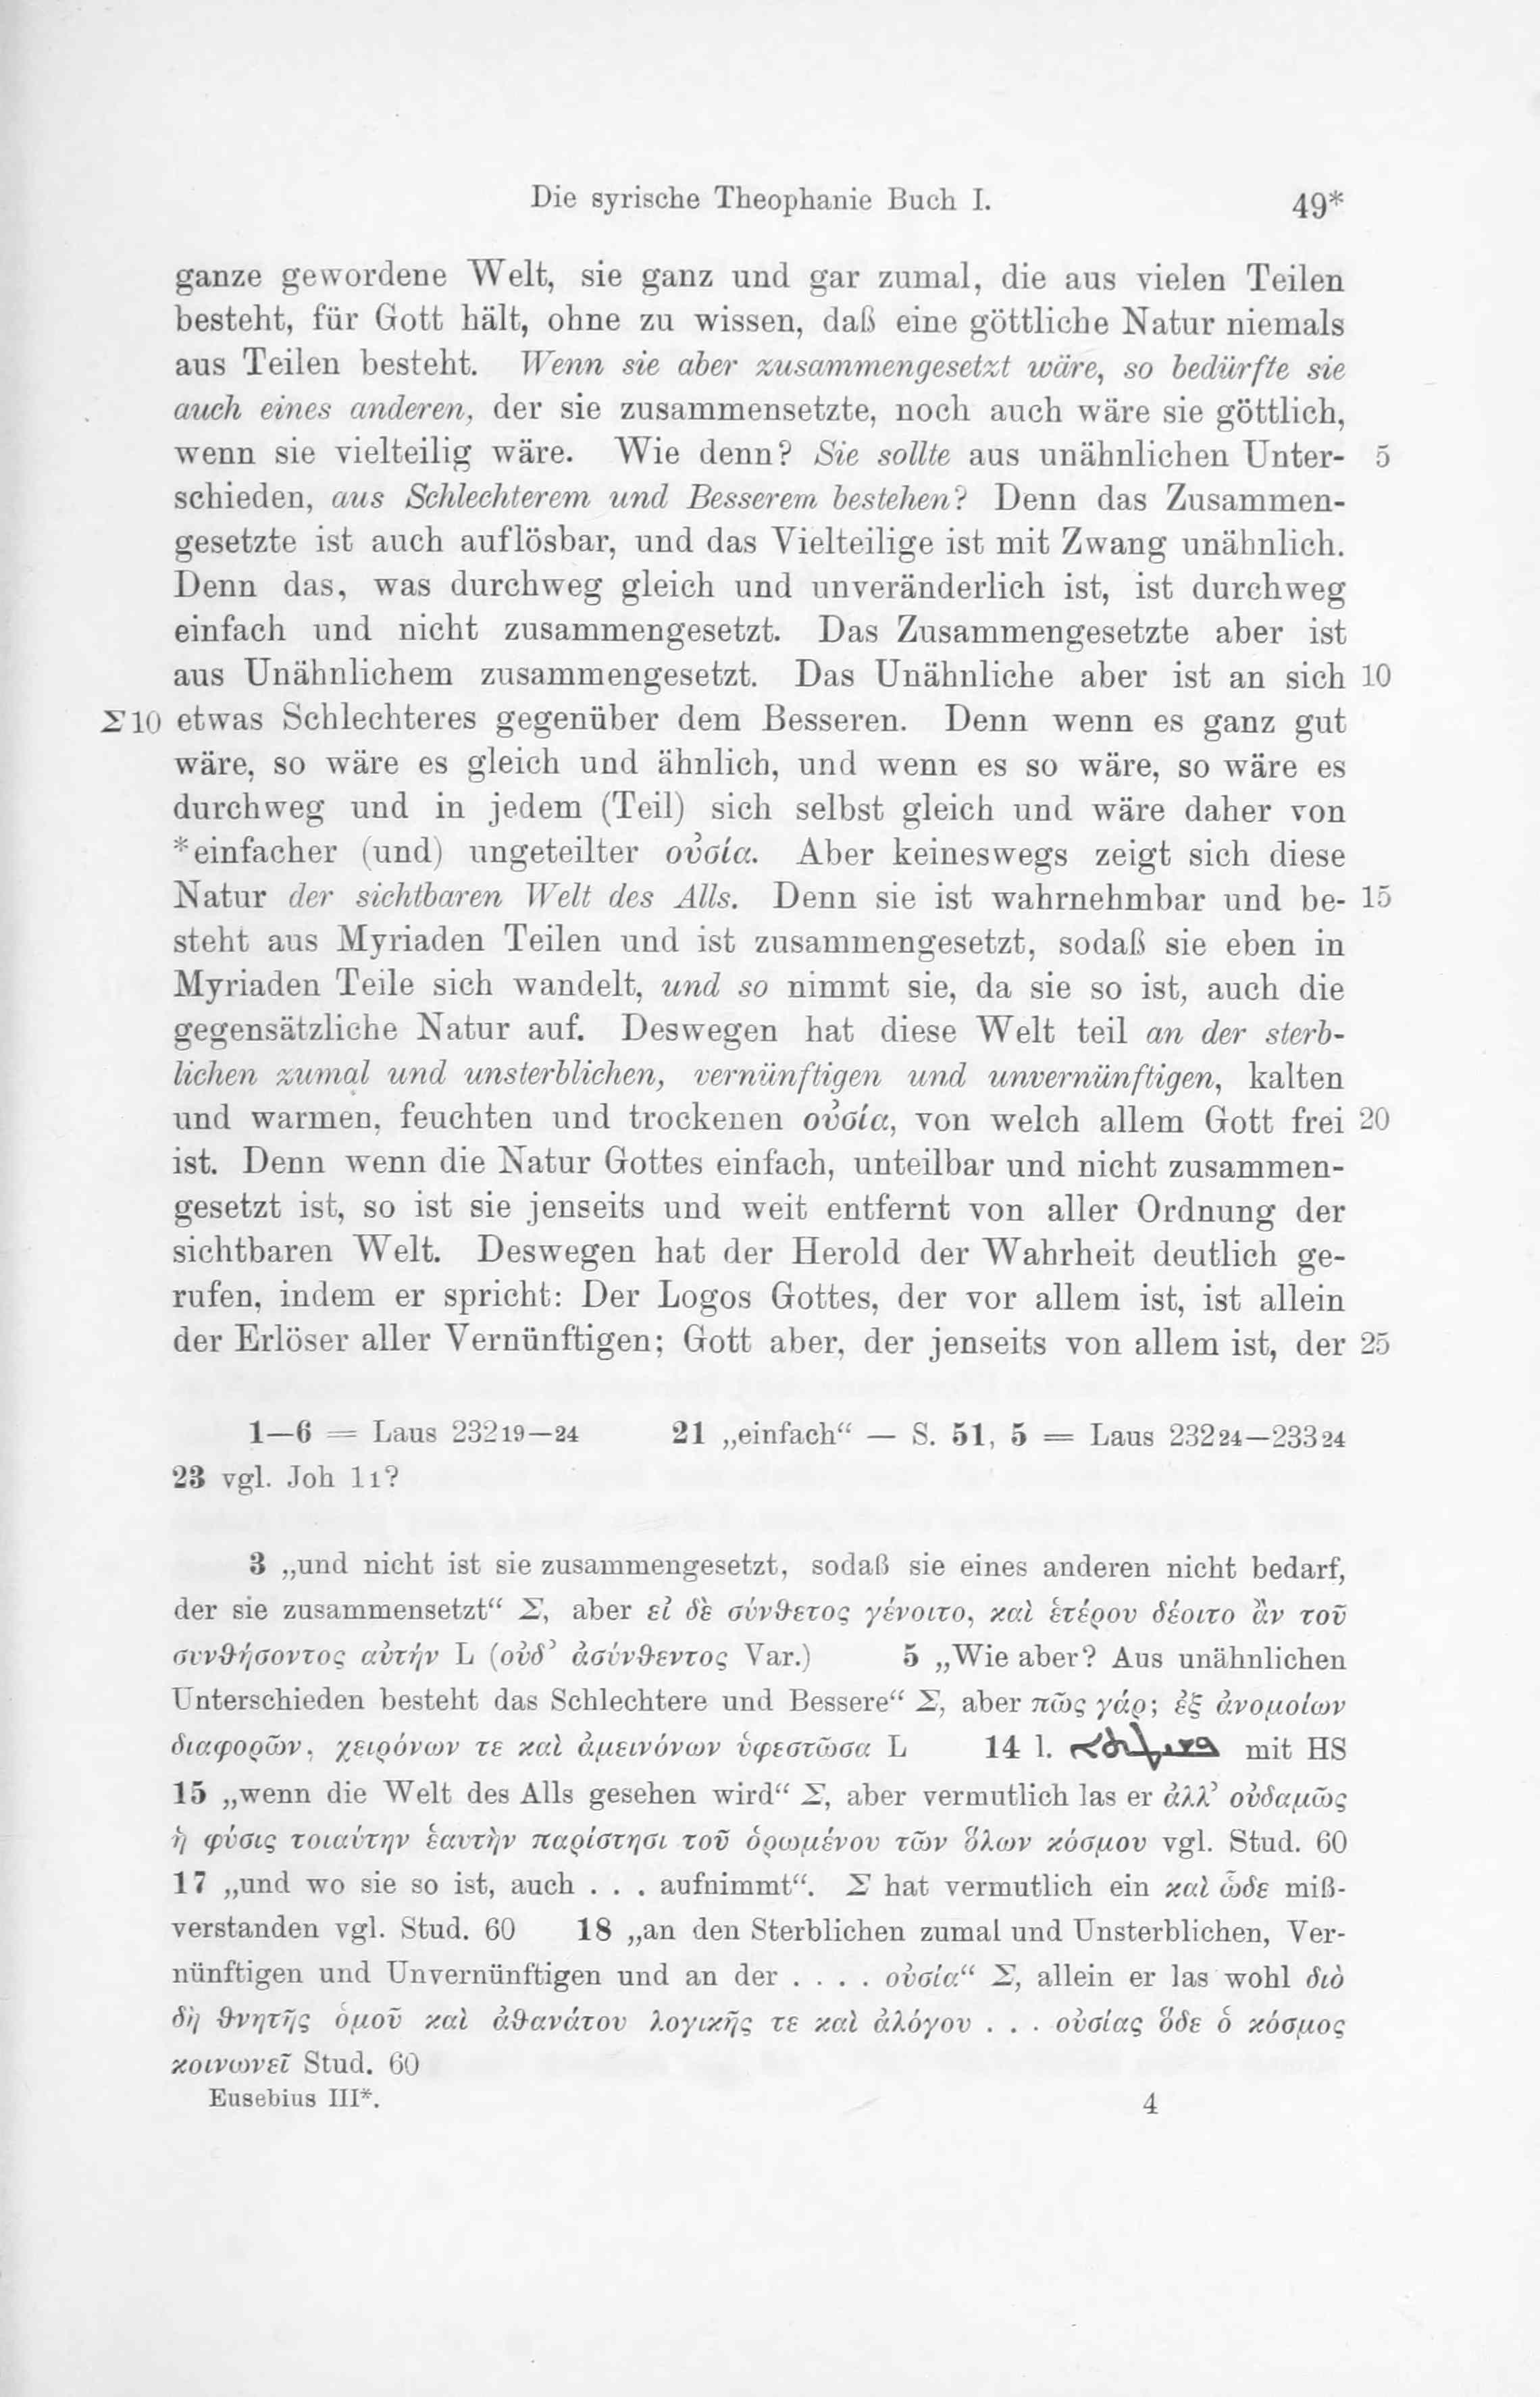 Die syrische Theophanie Buch I. 49*
ganze gewordene Welt, sie ganz und gar zumal, die aus vielen Teilen
besteht, für Gott hält, ohne zu wissen, daß eine göttliche Natur niemals
aus Teilen besteht. Wenn sie aber zusammengesetzt wäre, so bedürfte sie
auch eines anderen, der sie zusammensetzte, noch auch wäre sie göttlich,
wenn sie vielteilig wäre. Wie denn? Sie sollte aus unähnlichen Unter- 5
schieden, aus Schlechterem und Besserem bestehen? Denn das Zusammen-
gesetzte ist auch auflösbar, und das Vielteilige ist mit Zwang unähnlich.
Denn das, was durchweg gleich und unveränderlich ist, ist durchweg
einfach und nicht zusammengesetzt. Das Zusammengesetzte aber ist
aus Unähnlichem zusammengesetzt. Das Unähnliche aber ist an sich 10
Σ 10 etwas Schlechteres gegenüber dem Besseren. Denn wenn es ganz gut
wäre, so wäre es gleich und ähnlich, und wenn es so wäre, so wäre es
durchweg und in jedem (Teil) sich selbst gleich und wäre daher von
*einfacher (und) ungeteilter οὐσία. Aber keineswegs zeigt sich diese
Natur der sichtbaren Welt des Alls. Denn sie ist wahrnehmbar und be- 15
steht aus Myriaden Teilen und ist zusammengesetzt, sodaß sie eben in
Myriaden Teile sich wandelt, und so nimmt sie, da sie so ist, auch die
gegensätzliche Natur auf. Deswegen hat diese Welt teil an der sterb-
lichen zumal und unsterblichen, vernünftigen und unvernünftigen, kalten
und warmen, feuchten und trockenen οὐσία, von welch allem Gott frei 20
ist. Denn wenn die Natur Gottes einfach, unteilbar und nicht zusammen-
gesetzt ist, so ist sie jenseits und weit entfernt von aller Ordnung der
sichtbaren Welt. Deswegen hat der Herold der Wahrheit deutlich ge-
rufen, indem er spricht: Der Logos Gottes, der vor allem ist, ist allein
der Erlöser aller Vernünftigen; Gott aber, der jenseits von allem ist, der 25
1—6 = Laus 232 19—24 21 „einfach“ — S. 51, 5 = Laus 232 24—233 24
23 vgl. Joh 1 1?
3 „und nicht ist sie zusammengesetzt, sodaß sie eines anderen nicht bedarf,
der sie zusammensetzt“ Σ, aber εἰ δὲ σύνθετος γένοιτο, καὶ ἑτέρου δέοιτο ἂν τοῦ
συνθήσοντος αὐτήν L (οὐδ’ ἀσύνθεντος Var.) 5 „Wie aber? Aus unähnlichen
Unterschieden besteht das Schlechtere und Bessere“ Σ, aber πῶς γάρ; ἐξ ἀνομοίων
διαφορῶν, χειρόνων τε καὶ ἀμεινόνων ὑφεστῶσα L 14 l. mit HS
15 „wenn die Welt des Alls gesehen wird“ Σ, aber vermutlich las er ἀλλ’ οὐδαμῶς
ἡ φύσις τοιαύτην ἑαυτὴν παρίστησι τοῦ ὁρωμένου τῶν ὅλων κόσμου vgl. Stud. 60
17 „und wo sie so ist, auch . . . aufnimmt“. Σ hat vermutlich ein καὶ ὧδε miß-
verstanden vgl. Stud. 60 18 „an den Sterblichen zumal und Unsterblichen, Ver-
nünftigen und Unvernünftigen und an der . . . . οὐσία“ Σ, allein er las wohl διὸ
δὴ θνητῆς ὁμοῦ καὶ ἀθανάτου λογικῆς τε καὶ ἀλόγου . . . οὐσίας ὅδε ὁ κόσμος
κοινωνεῖ Stud. 60
Eusebius III*. 4